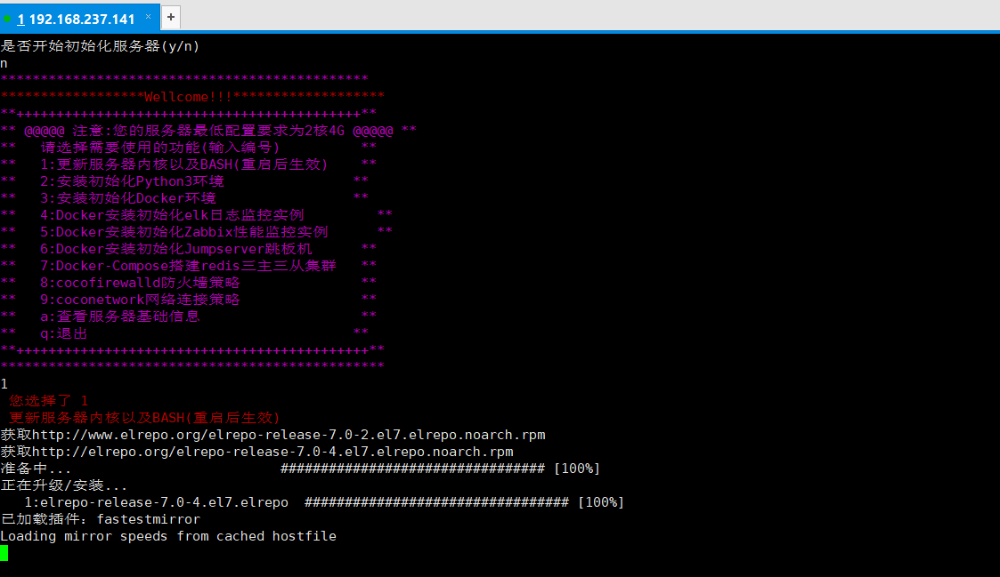 1 192.168.237.141 × +
是否开始初始化服务器(y/n)
n
**********************************************
******************Wellcome!!!*******************
**+++++++++++++++++++++++++++++++++++++++++++**
** @@@@@ 注意:您的服务器最低配置要求为2核4G @@@@@ **
** 请选择需要使用的功能(输入编号) **
** 1:更新服务器内核以及BASH(重启后生效) **
** 2:安装初始化Python3环境 **
** 3:安装初始化Docker环境 **
** 4:Docker安装初始化elk日志监控实例 **
** 5:Docker安装初始化Zabbix性能监控实例 **
** 6:Docker安装初始化Jumpserver跳板机 **
** 7:Docker-Compose搭建redis三主三从集群 **
** 8:cocofirewalld防火墙策略 **
** 9:coconetwork网络连接策略 **
** a:查看服务器基础信息 **
** q:退出 **
**++++++++++++++++++++++++++++++++++++++++++++**
************************************************
1
您选择了 1
更新服务器内核以及BASH(重启后生效)
获取http://www.elrepo.org/elrepo-release-7.0-2.el7.elrepo.noarch.rpm
获取http://elrepo.org/elrepo-release-7.0-4.el7.elrepo.noarch.rpm
准备中... ################################# [100%]
正在升级/安装...
1:elrepo-release-7.0-4.el7.elrepo ################################# [100%]
已加载插件：fastestmirror
Loading mirror speeds from cached hostfile